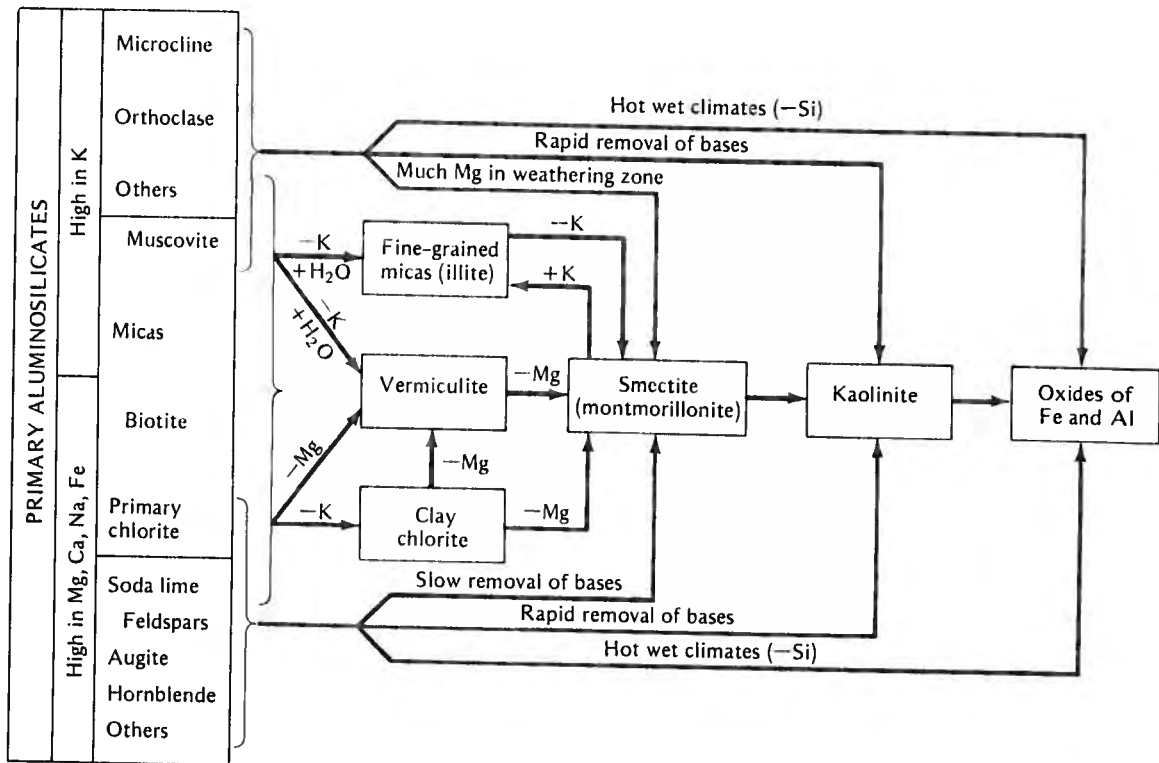 PRIMARY ALUMINOSILICATES
High in K
High in Mg, Ca, Na, Fe
Microcline
Orthoclase
Others
Muscovite
Micas
Biotite
Primary
chlorite
Soda lime
Feldspars
Augite
Hornblende
Others
Hot wet climates (−Si)
Rapid removal of bases
Much Mg in weathering zone
−K
+H₂O
Fine-grained
micas (illite)
−K
+K
−K
+H₂O
Vermiculite
−Mg
Smectite
(montmorillonite)
Kaolinite
Oxides of
Fe and Al
−Mg
−Mg
−K
Clay
chlorite
−Mg
Slow removal of bases
Rapid removal of bases
Hot wet climates (−Si)